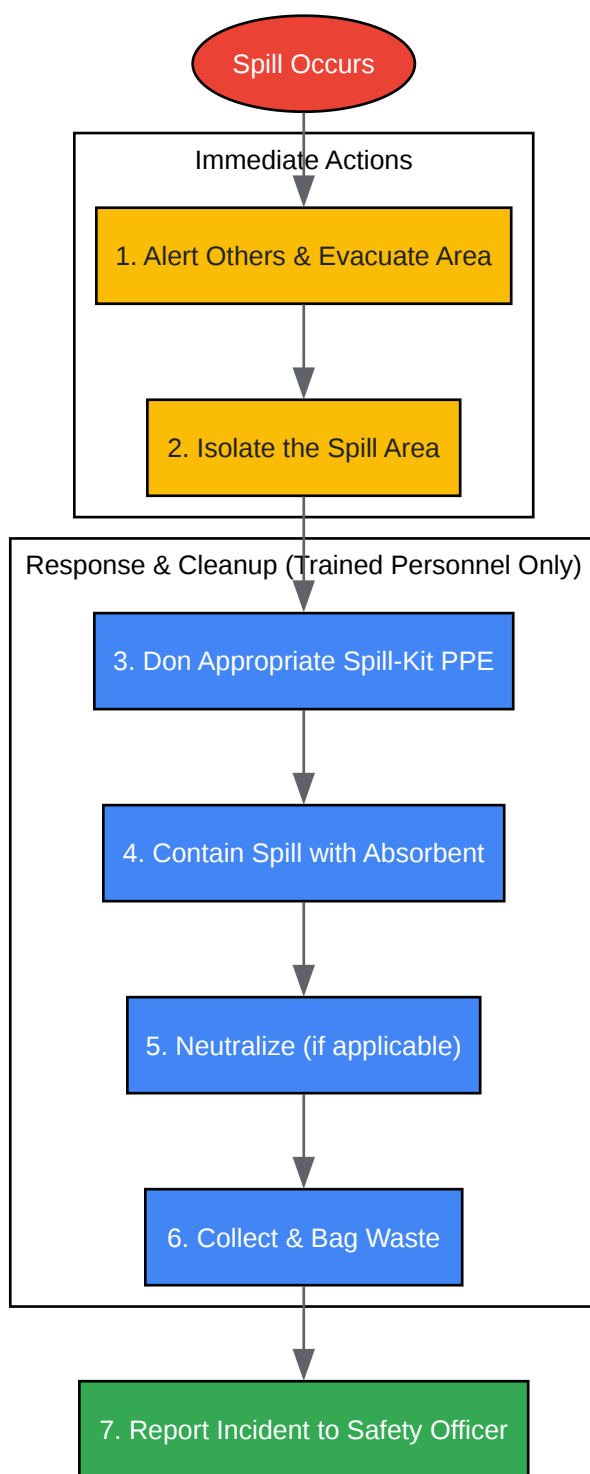 Spill Occurs
Immediate Actions
1. Alert Others & Evacuate Area
2. Isolate the Spill Area
Response & Cleanup (Trained Personnel Only)
3. Don Appropriate Spill-Kit PPE
4. Contain Spill with Absorbent
5. Neutralize (if applicable)
6. Collect & Bag Waste
7. Report Incident to Safety Officer